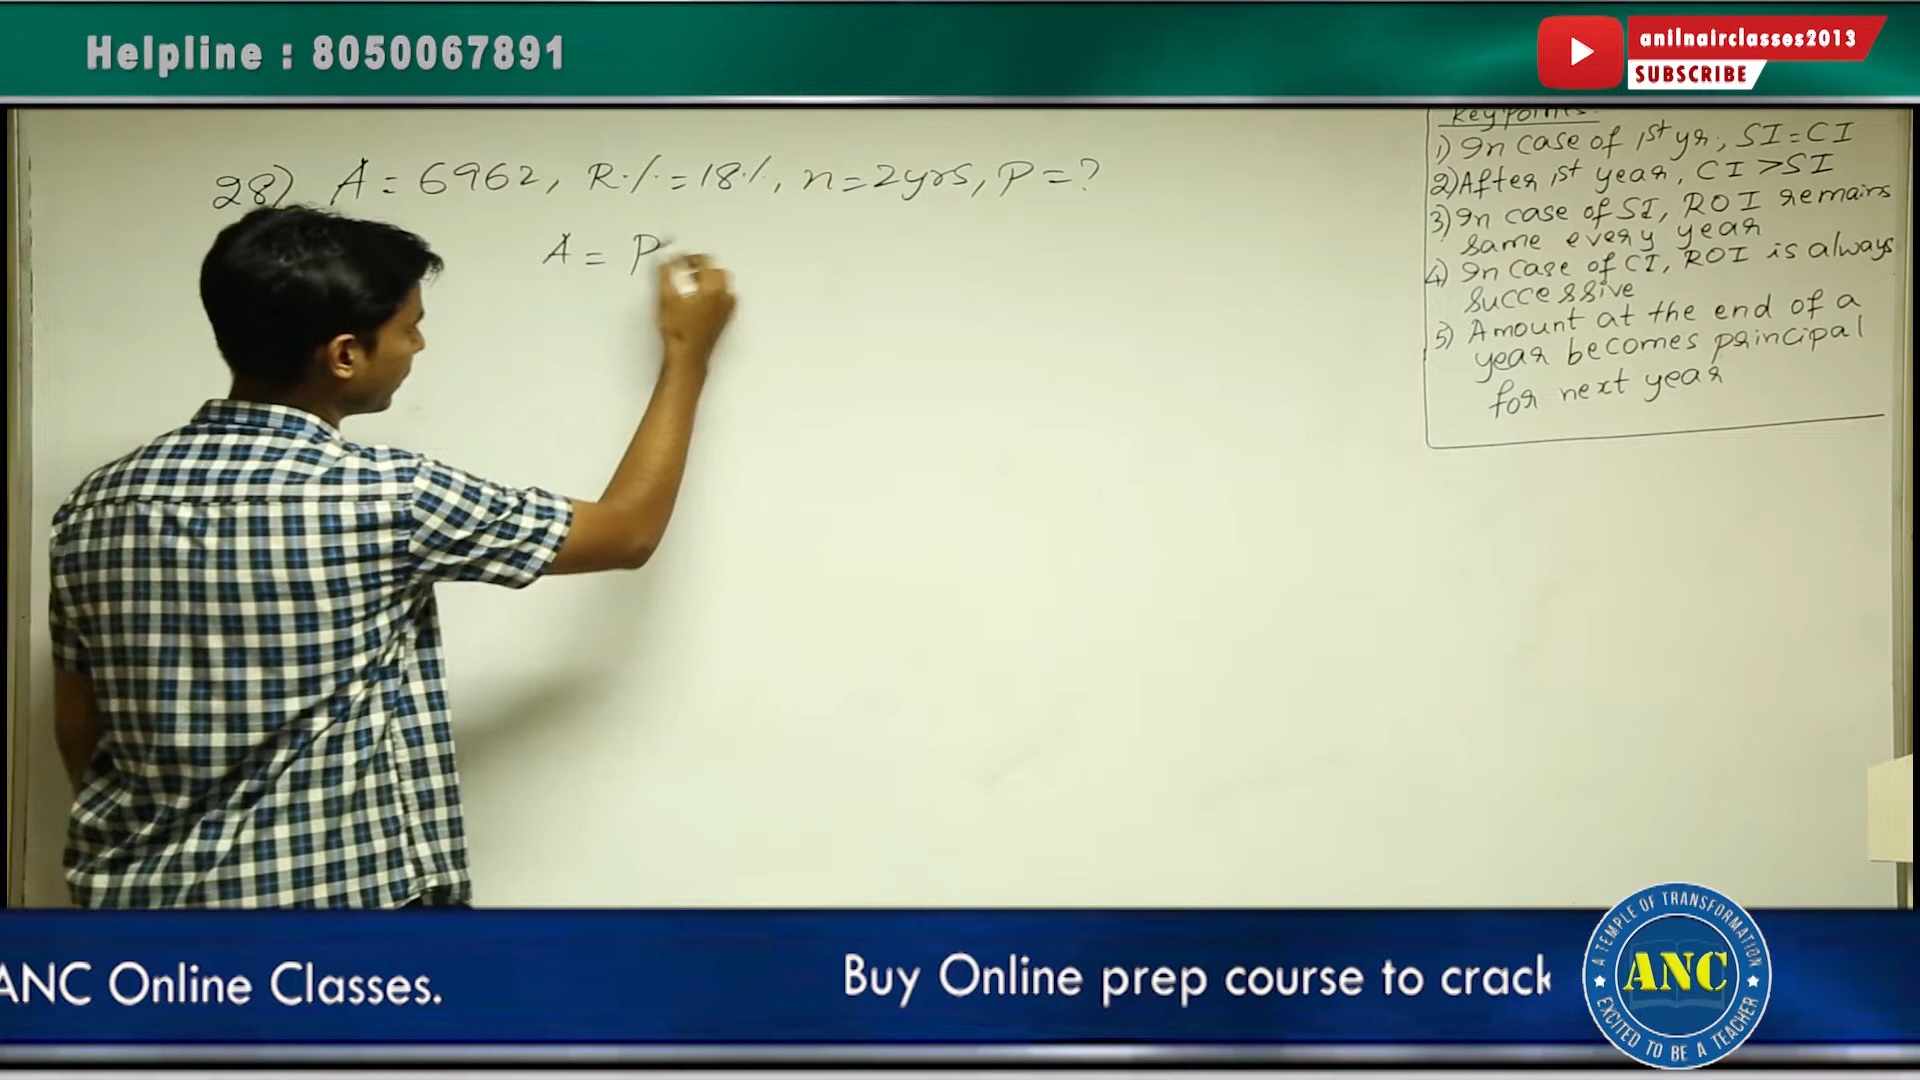 Helpline : 8050067891
anilnairclasses2013
SUBSCRIBE
28) A = 6962, R.% = 18.%, n = 2yrs, P = ?
A = P
Key points
1) In case of 1st yr, SI = CI
2) After 1st year, CI > SI
3) In case of SI, ROI remains
same every year
4) In case of CI, ROI is always
successive
5) Amount at the end of a
year becomes principal
for next year
ANC Online Classes.
Buy Online prep course to crack
A TEMPLE OF TRANSFORMATION
ANC
EXCITED TO BE A TEACHER